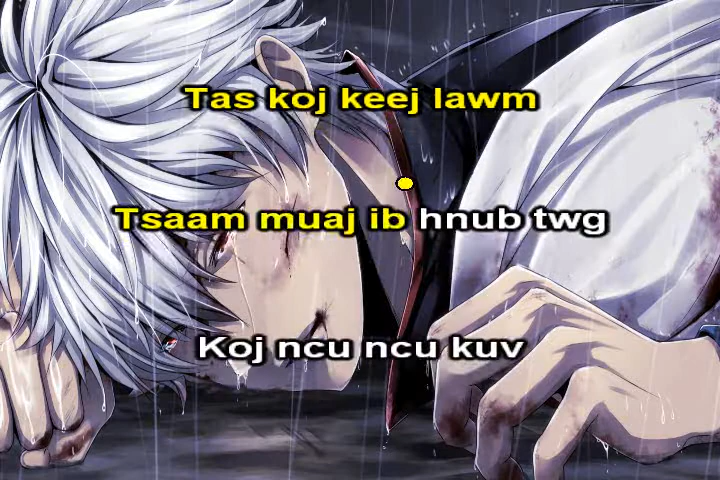 Tas koj keej lawm
Tsaam muaj ib hnub twg
Koj ncu ncu kuv